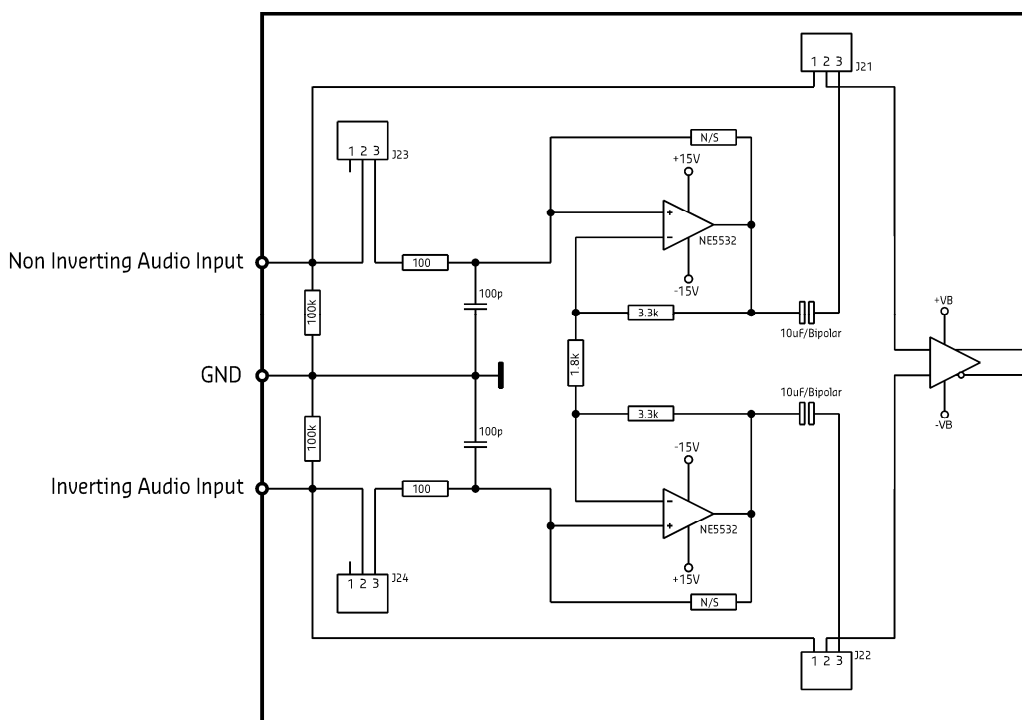 1 2 3
J21
1 2 3
J23
N/S
+15V
NE5532
-15V
Non Inverting Audio Input
100
100p
100k
3.3k
10uF/Bipolar
+VB
1.8k
GND
-VB
10uF/Bipolar
3.3k
100k
100p
-15V
Inverting Audio Input
100
NE5532
+15V
1 2 3
J24
N/S
1 2 3
J22